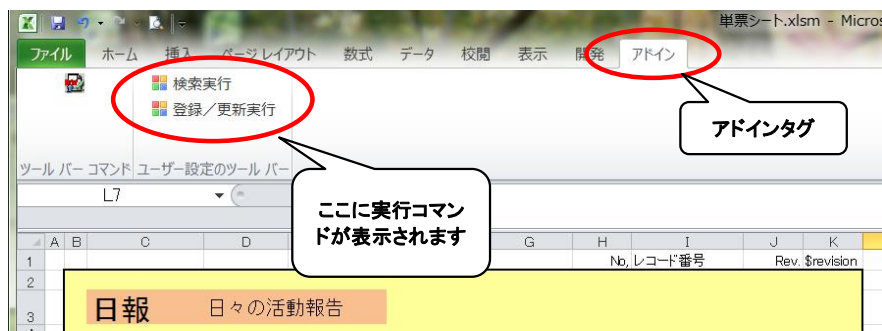 単票シート.xlsm - Micros
ファイル ホーム 挿入 ページ レイアウト 数式 データ 校閲 表示 開発 アドイン
検索実行
登録／更新実行
アドインタグ
ツール バー コマンド ユーザー設定のツール バー
L7
ここに実行コマン
ドが表示されます
A B C D G H I J K
1 No, レコード番号 Rev. $revision
2
3 日報 日々の活動報告